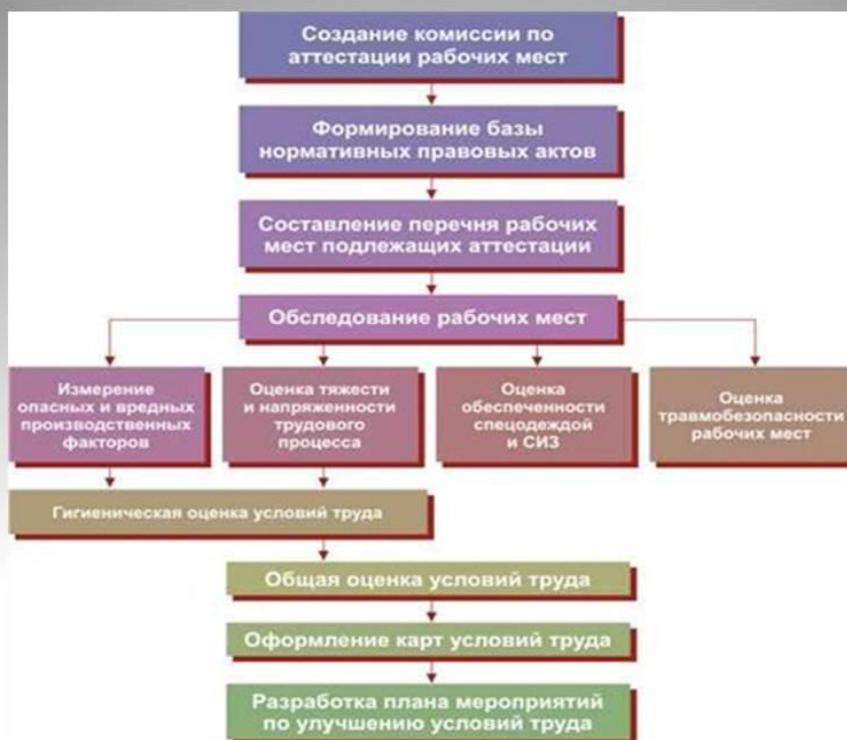 Создание комиссии по
аттестации рабочих мест
Формирование базы
нормативных правовых актов
Составление перечня рабочих
мест подлежащих аттестации
Обследование рабочих мест
Измерение
опасных и вредных
производственных
факторов
Оценка тяжести
и напряженности
трудового
процесса
Оценка
обеспеченности
спецодеждой
и СИЗ
Оценка
травмобезопасности
рабочих мест
Гигиеническая оценка условий труда
Общая оценка условий труда
Оформление карт условий труда
Разработка плана мероприятий
по улучшению условий труда